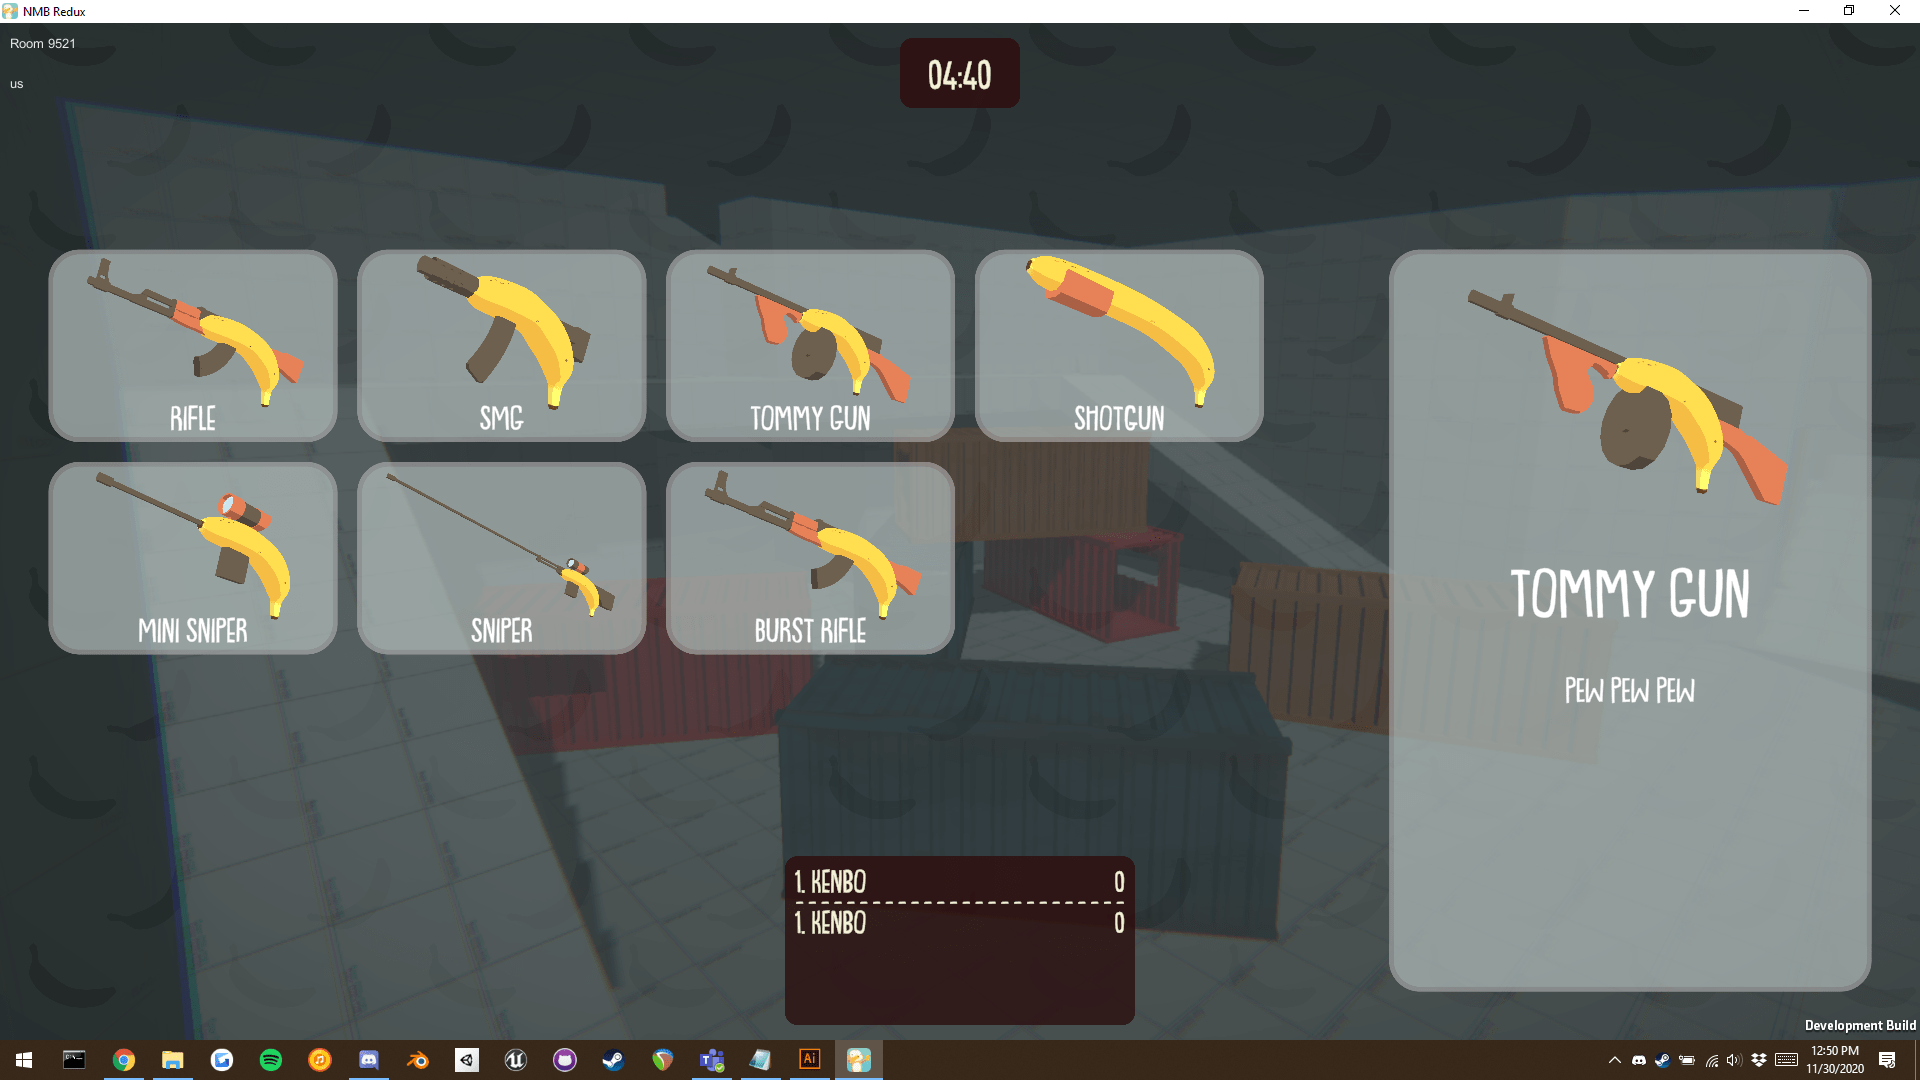 NMB Redux
Room 9521
us
04:40
RIFLE
SMG
TOMMY GUN
SHOTGUN
MINI SNIPER
SNIPER
BURST RIFLE
TOMMY GUN
PEW PEW PEW
1. KENBO 0
1. KENBO 0
Development Build
Ai
12:50 PM
11/30/2020